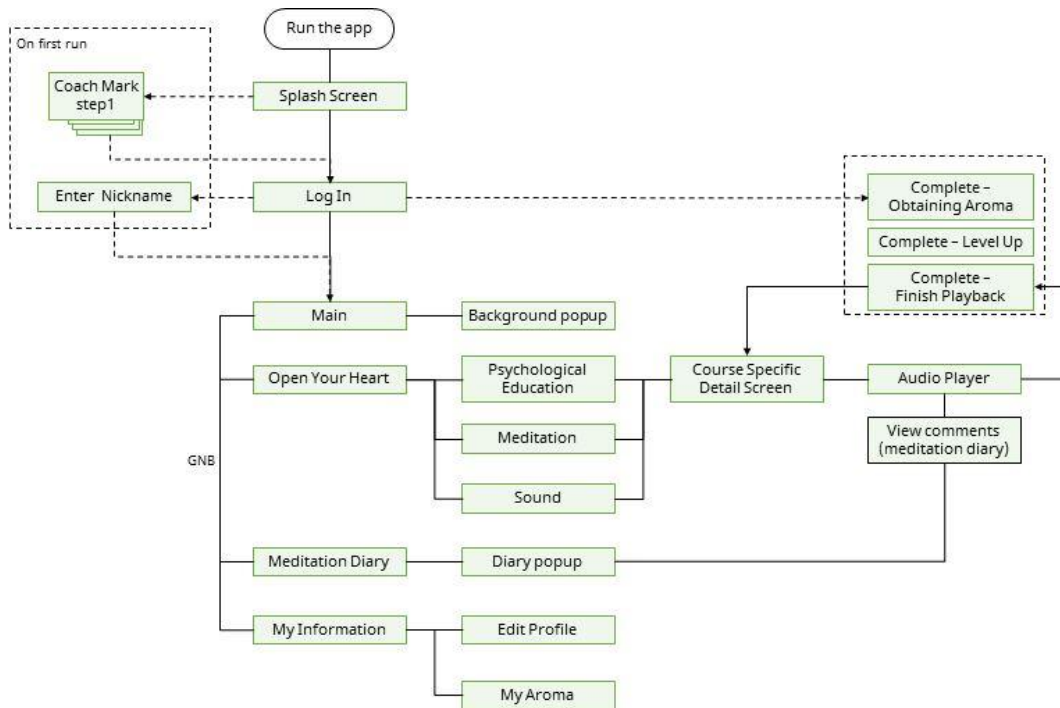 Run the app
On first run
Coach Mark
step1
Splash Screen
Enter Nickname
Log In
Complete –
Obtaining Aroma
Complete – Level Up
Complete –
Finish Playback
Main
Background popup
Open Your Heart
Psychological
Education
Course Specific
Detail Screen
Audio Player
Meditation
View comments
(meditation diary)
GNB
Sound
Meditation Diary
Diary popup
My Information
Edit Profile
My Aroma